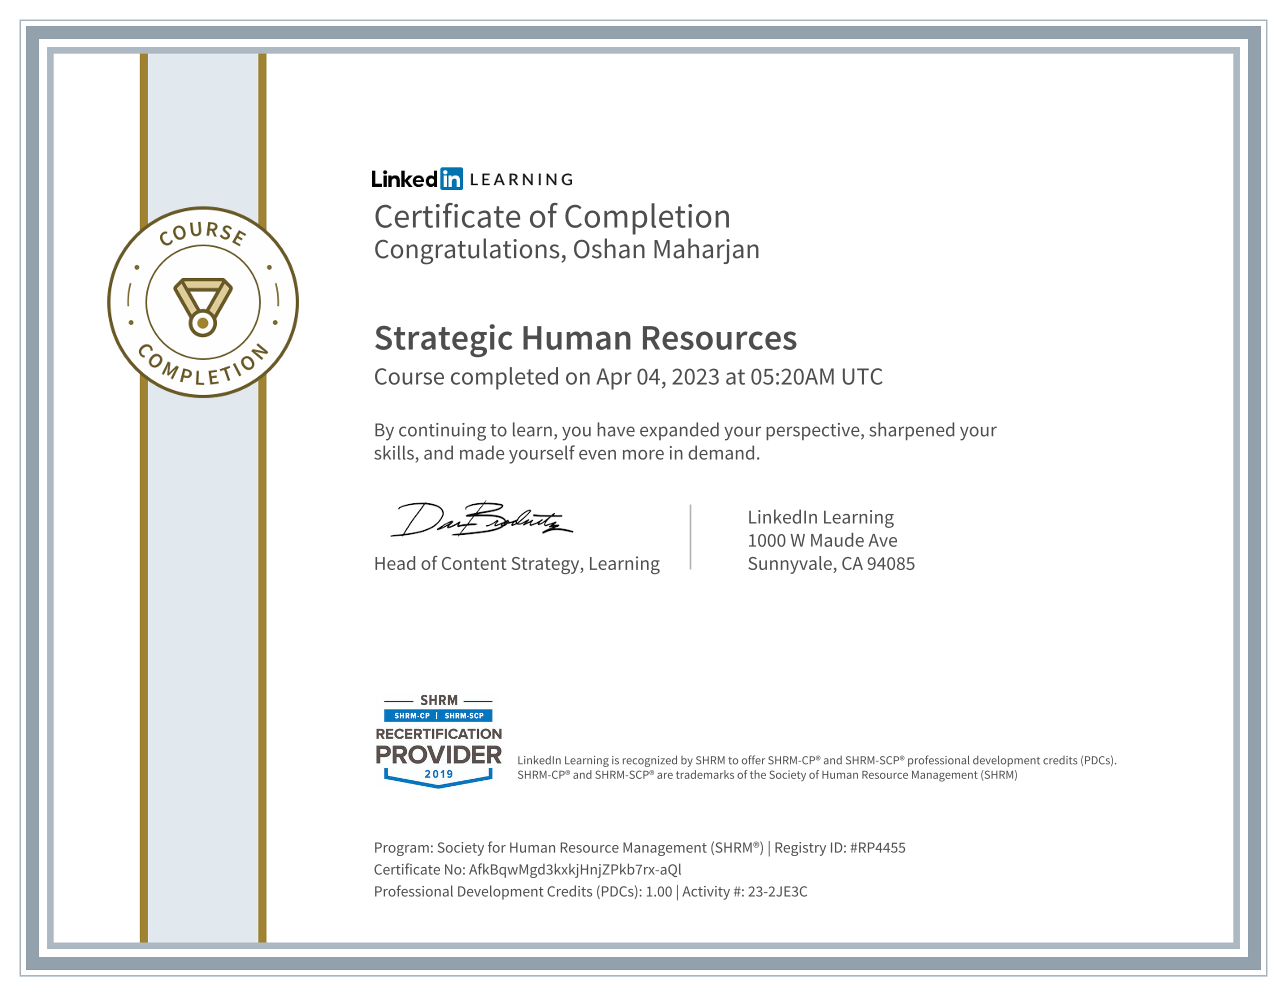 COURSE
COMPLETION
Linked in LEARNING
Certificate of Completion
Congratulations, Oshan Maharjan
Strategic Human Resources
Course completed on Apr 04, 2023 at 05:20AM UTC
By continuing to learn, you have expanded your perspective, sharpened your
skills, and made yourself even more in demand.
Head of Content Strategy, Learning
LinkedIn Learning
1000 W Maude Ave
Sunnyvale, CA 94085
SHRM
SHRM-CP | SHRM-SCP
RECERTIFICATION
PROVIDER
2019
LinkedIn Learning is recognized by SHRM to offer SHRM-CP® and SHRM-SCP® professional development credits (PDCs).
SHRM-CP® and SHRM-SCP® are trademarks of the Society of Human Resource Management (SHRM)
Program: Society for Human Resource Management (SHRM®) | Registry ID: #RP4455
Certificate No: AfkBqwMgd3kxkjHnjZPkb7rx-aQl
Professional Development Credits (PDCs): 1.00 | Activity #: 23-2JE3C